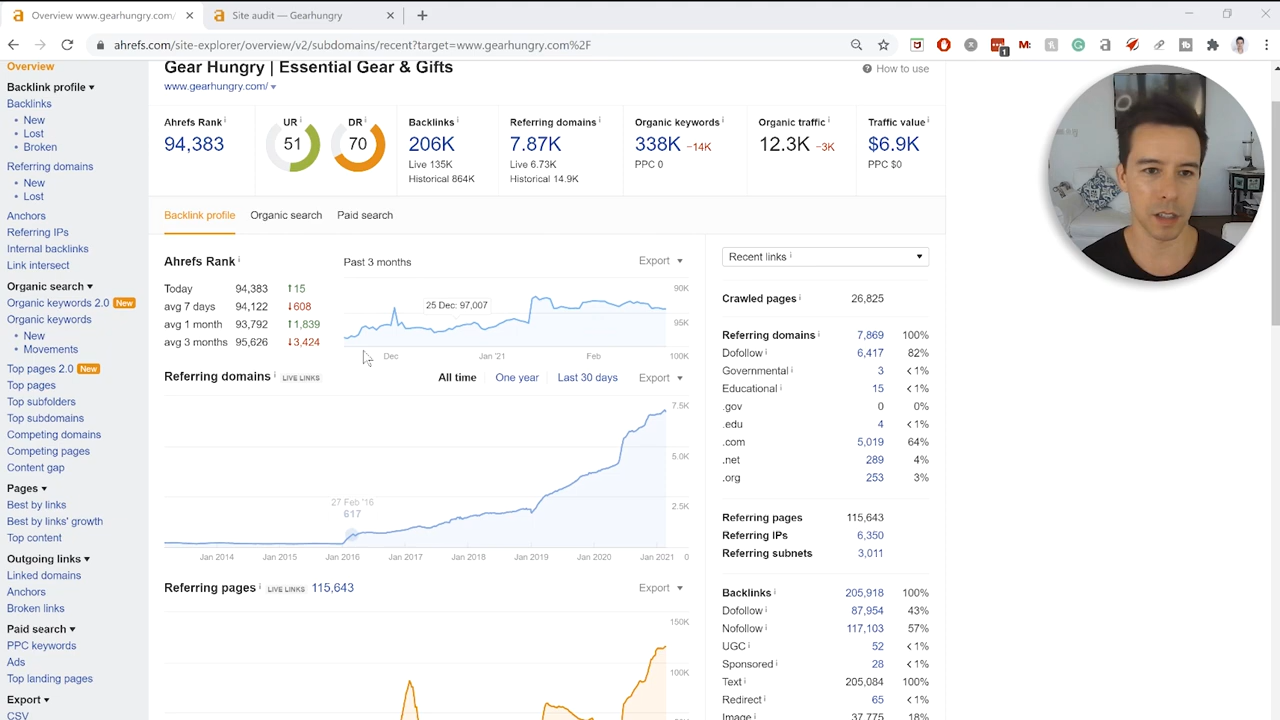 Overview www.gearhungry.com/
Site audit — Gearhungry
ahrefs.com/site-explorer/overview/v2/subdomains/recent?target=www.gearhungry.com%2F
Overview
Backlink profile
Backlinks
New
Lost
Broken
Referring domains
New
Lost
Anchors
Referring IPs
Internal backlinks
Link intersect
Organic search
Organic keywords 2.0 New
Organic keywords
New
Movements
Top pages 2.0 New
Top pages
Top subfolders
Top subdomains
Competing domains
Competing pages
Content gap
Pages
Best by links
Best by links' growth
Top content
Outgoing links
Linked domains
Anchors
Broken links
Paid search
PPC keywords
Ads
Top landing pages
Export
CSV
Gear Hungry | Essential Gear & Gifts
How to use
www.gearhungry.com/
Ahrefs Rank
94,383
UR
51
DR
70
Backlinks
206K
Live 135K
Historical 864K
Referring domains
7.87K
Live 6.73K
Historical 14.9K
Organic keywords
338K -14K
PPC 0
Organic traffic
12.3K -3K
Traffic value
$6.9K
PPC $0
Backlink profile Organic search Paid search
Ahrefs Rank
Past 3 months
Export
Today 94,383 ↑15
avg 7 days 94,122 ↓608
avg 1 month 93,792 ↑1,839
avg 3 months 95,626 ↓3,424
25 Dec: 97,007
90K
95K
100K
Dec Jan '21 Feb
Referring domains LIVE LINKS
All time One year Last 30 days Export
7.5K
5.0K
2.5K
0
27 Feb '16
617
Jan 2014 Jan 2015 Jan 2016 Jan 2017 Jan 2018 Jan 2019 Jan 2020 Jan 2021
Referring pages LIVE LINKS 115,643
Export
150K
100K
Recent links
Crawled pages 26,825
Referring domains 7,869 100%
Dofollow 6,417 82%
Governmental 3 <1%
Educational 15 <1%
.gov 0 0%
.edu 4 <1%
.com 5,019 64%
.net 289 4%
.org 253 3%
Referring pages 115,643
Referring IPs 6,350
Referring subnets 3,011
Backlinks 205,918 100%
Dofollow 87,954 43%
Nofollow 117,103 57%
UGC 52 <1%
Sponsored 28 <1%
Text 205,084 100%
Redirect 65 <1%
Image 37,775 18%